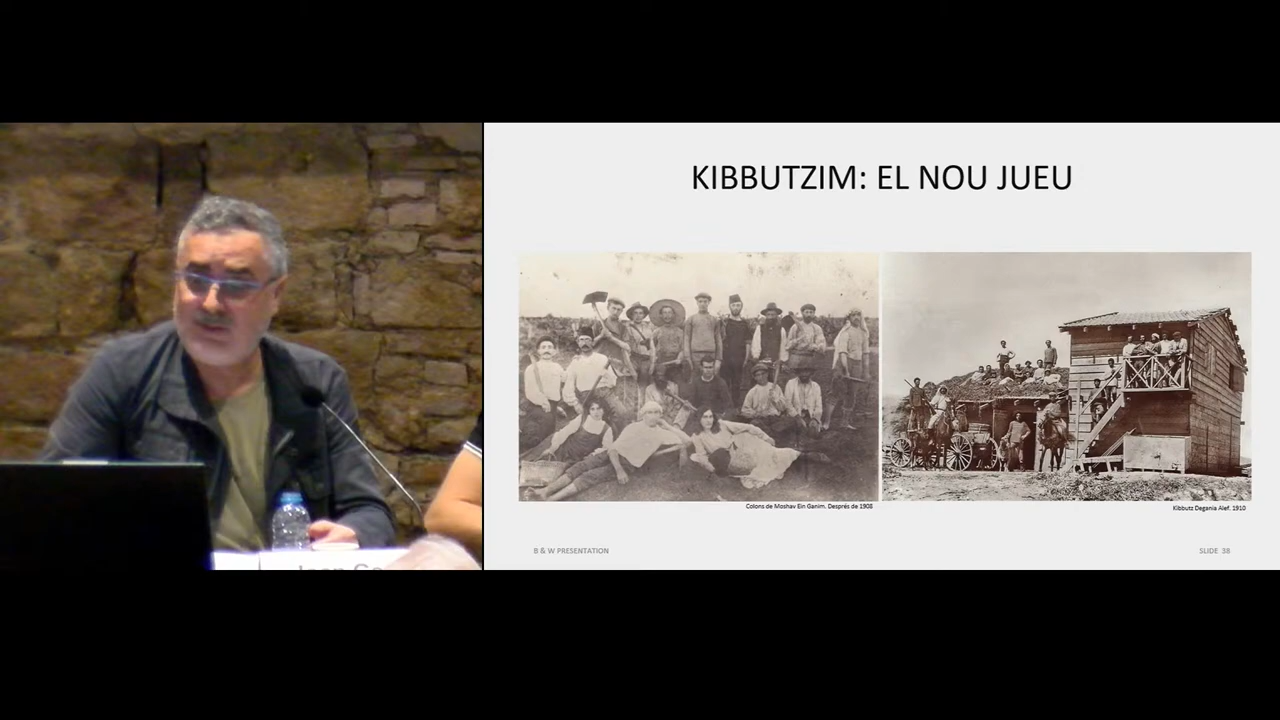 KIBBUTZIM: EL NOU JUEU
Colons de Moshav Ein Ganim. Després de 1908
Kibbutz Degania Alef. 1910
B & W PRESENTATION
SLIDE 38